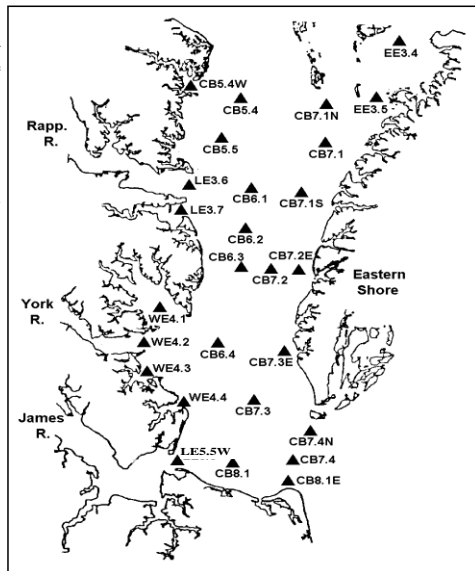 EE3.4
CB5.4W
CB5.4
CB7.1N
EE3.5
Rapp.
R.
CB5.5
CB7.1
LE3.6
CB6.1
CB7.1S
LE3.7
CB6.2
CB6.3
CB7.2
CB7.2E
Eastern
Shore
York
R.
WE4.1
WE4.2
CB6.4
CB7.3E
WE4.3
WE4.4
CB7.3
James
R.
CB7.4N
LE5.5W
CB8.1
CB7.4
CB8.1E